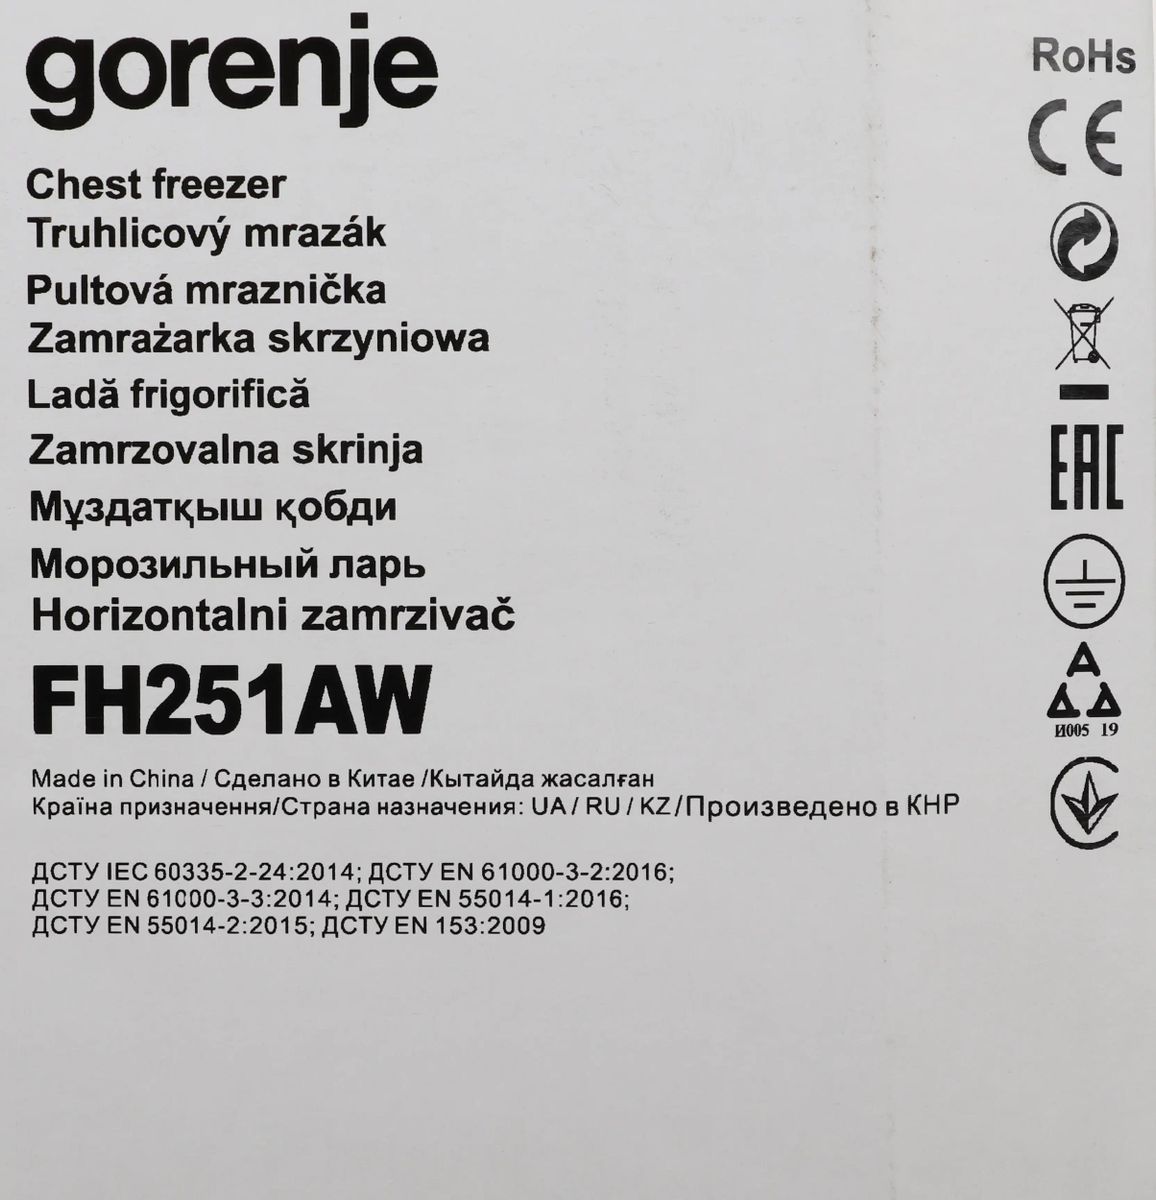 gorenje
Chest freezer
Truhlicový mrazák
Pultová mraznička
Zamrażarka skrzyniowa
Ladă frigorifică
Zamrzovalna skrinja
Мұздатқыш қобди
Морозильный ларь
Horizontalni zamrzivač
FH251AW
Made in China / Сделано в Китае /Кытайда жасалған
Країна призначення/Страна назначения: UA / RU / KZ/Произведено в КНР
ДСТУ IEC 60335-2-24:2014; ДСТУ EN 61000-3-2:2016;
ДСТУ EN 61000-3-3:2014; ДСТУ EN 55014-1:2016;
ДСТУ EN 55014-2:2015; ДСТУ EN 153:2009
RoHs
CE
EAC
И005 19